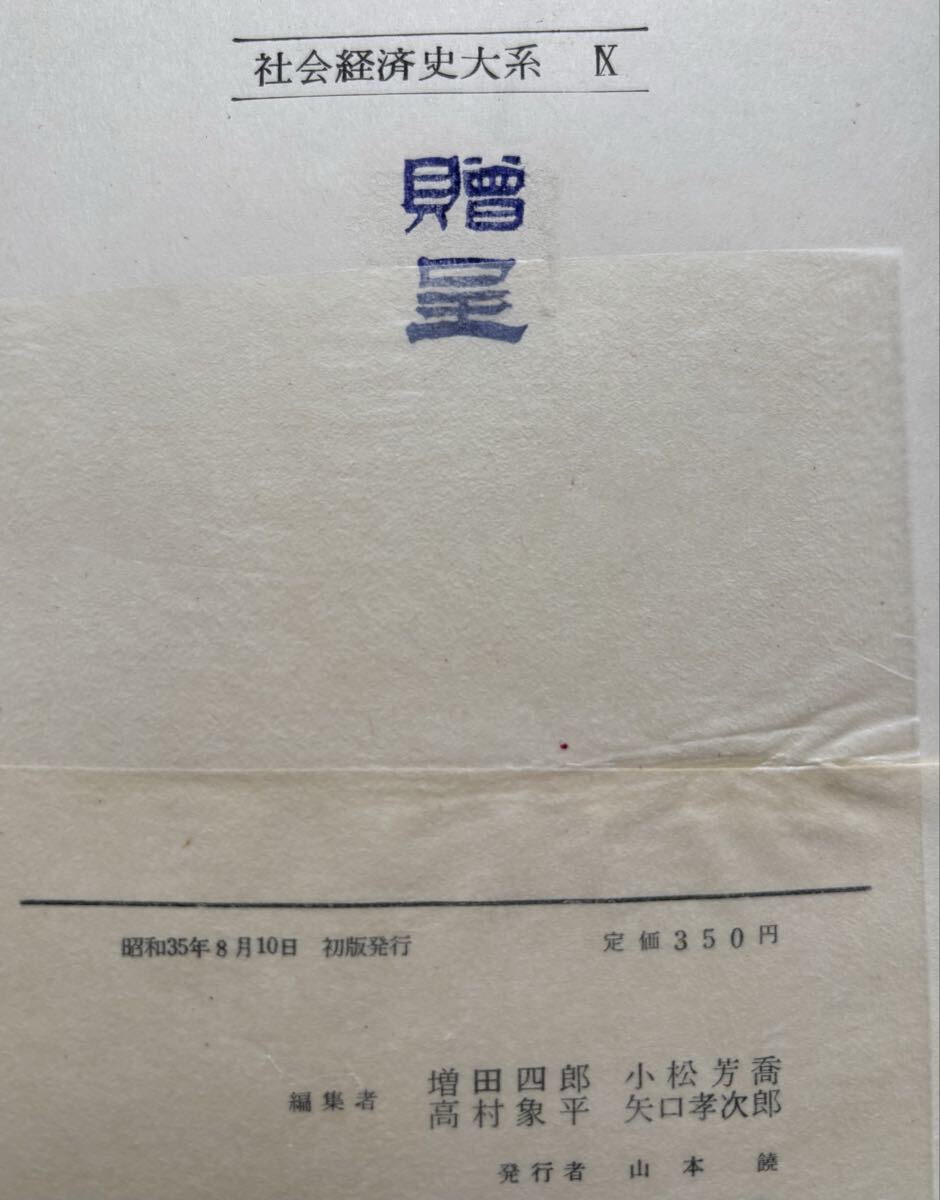 社会経済史大系 Ⅸ
贈
呈
昭和35年8月10日 初版発行 定価350円
編集者
増田四郎 小松芳喬
高村象平 矢口孝次郎
発行者 山本饒